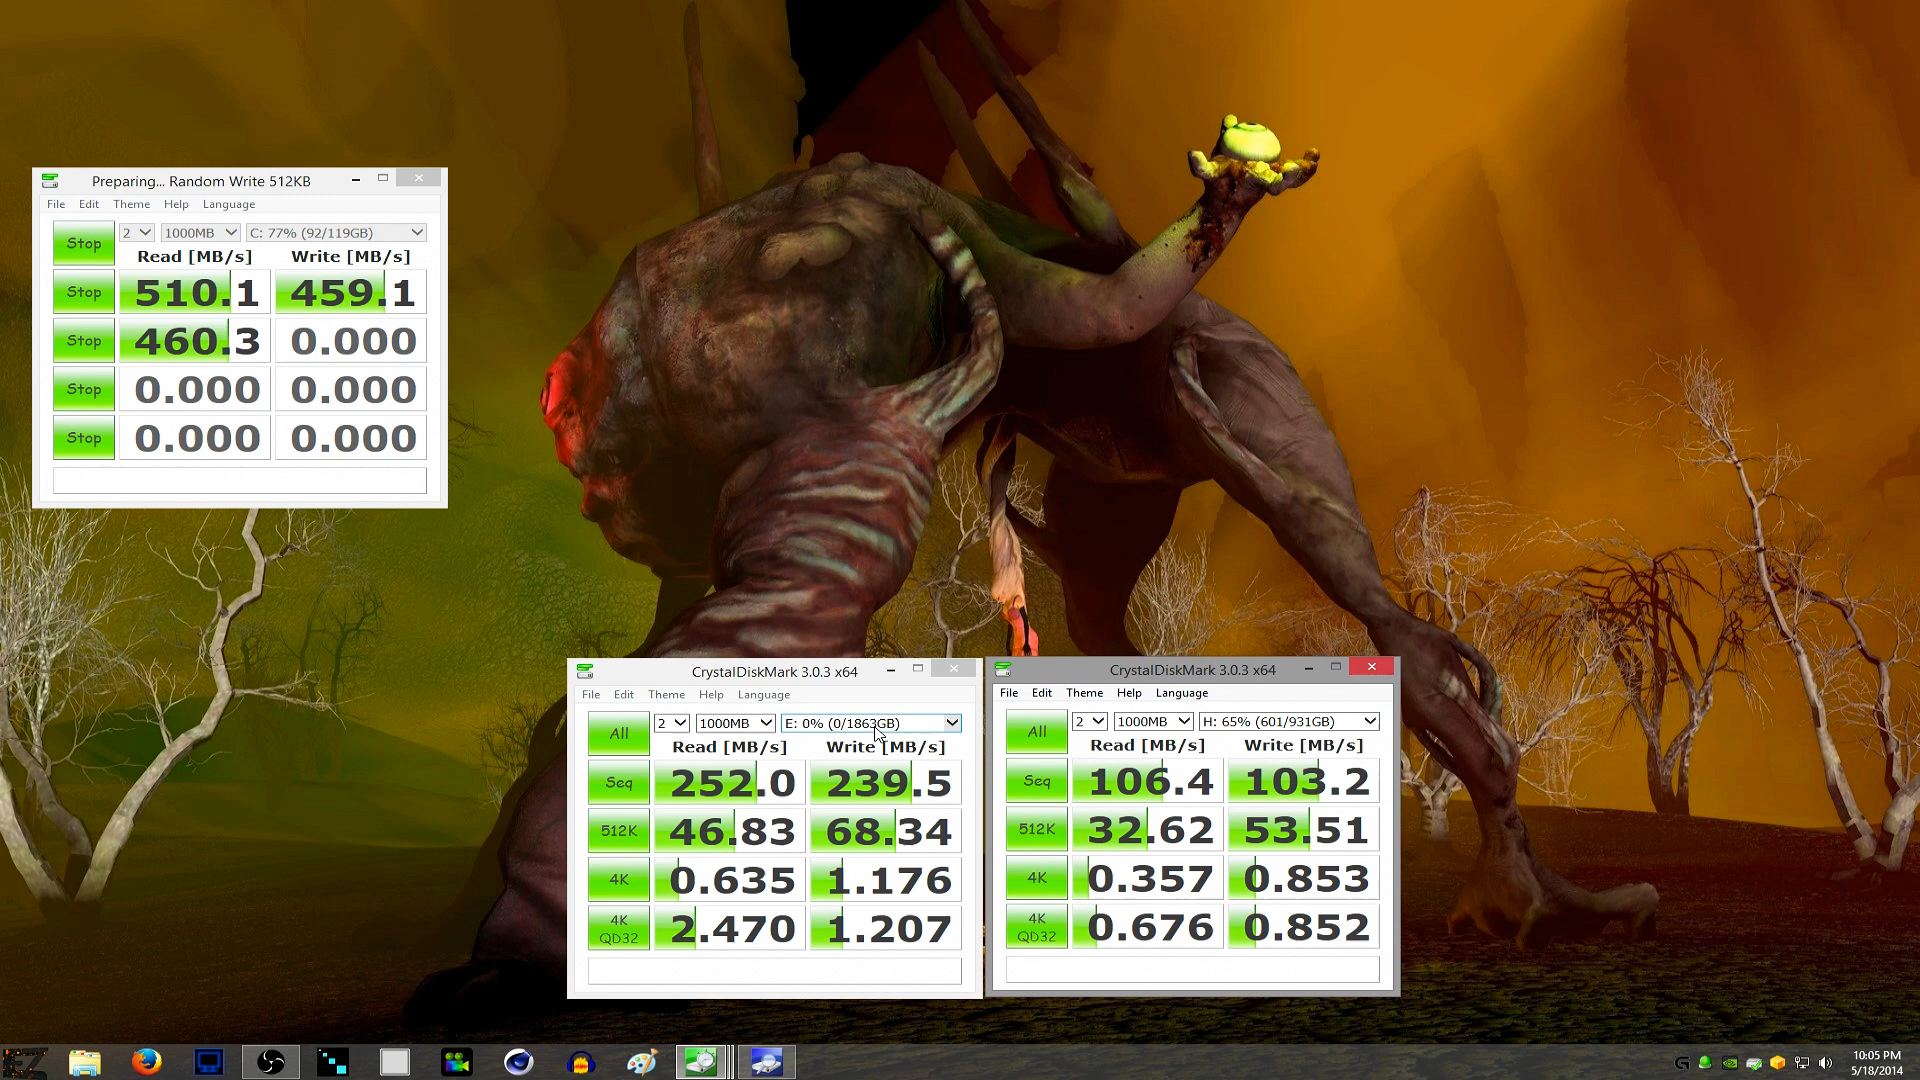 Preparing... Random Write 512KB
File Edit Theme Help Language
Stop 2 1000MB C: 77% (92/119GB)
Read [MB/s] Write [MB/s]
Stop 510.1 459.1
Stop 460.3 0.000
Stop 0.000 0.000
Stop 0.000 0.000
CrystalDiskMark 3.0.3 x64
File Edit Theme Help Language
All 2 1000MB E: 0% (0/1863GB)
Read [MB/s] Write [MB/s]
Seq 252.0 239.5
512K 46.83 68.34
4K 0.635 1.176
4K QD32 2.470 1.207
CrystalDiskMark 3.0.3 x64
File Edit Theme Help Language
All 2 1000MB H: 65% (601/931GB)
Read [MB/s] Write [MB/s]
Seq 106.4 103.2
512K 32.62 53.51
4K 0.357 0.853
4K QD32 0.676 0.852
EZ
10:05 PM
5/18/2014